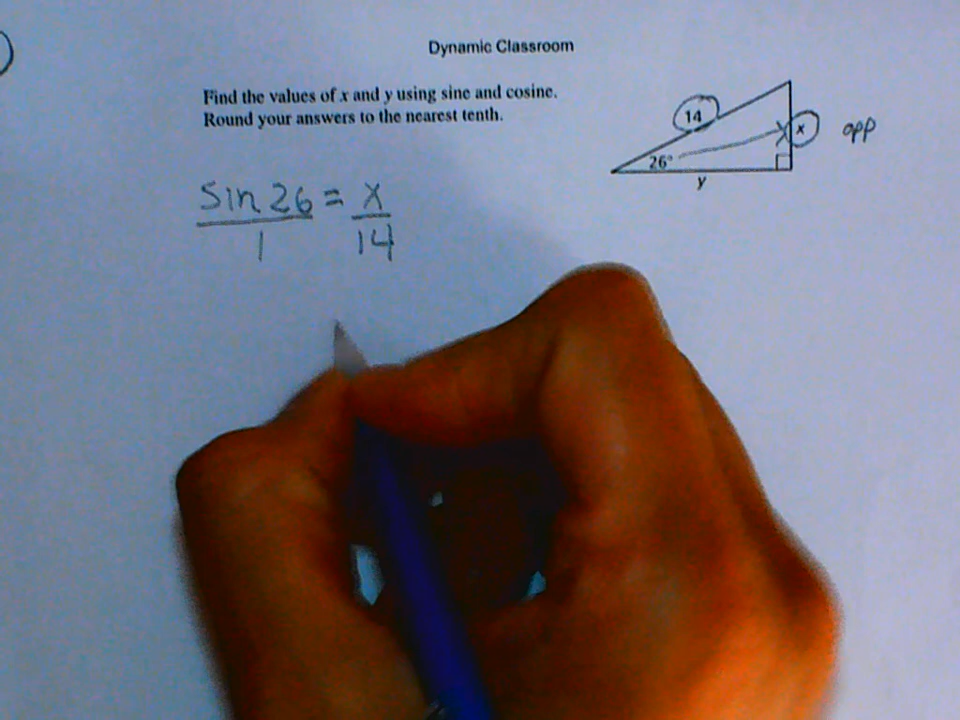 Dynamic Classroom
Find the values of x and y using sine and cosine.
Round your answers to the nearest tenth.
14
x
opp
26°
y
sin 26 = x
1 14